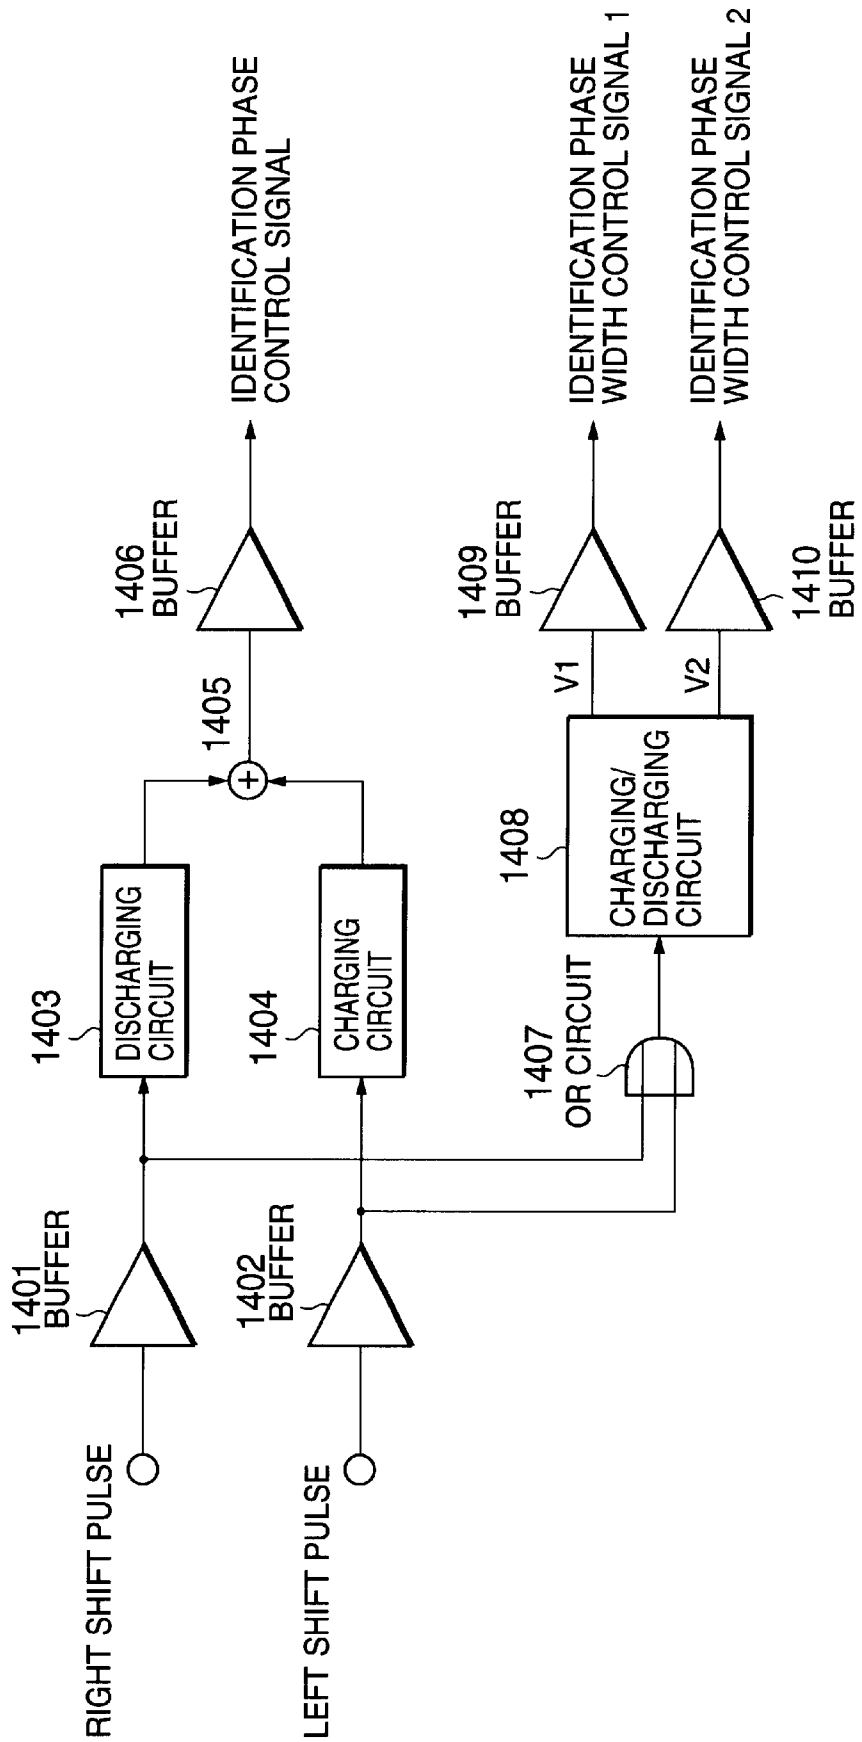 RIGHT SHIFT PULSE
1401
BUFFER
1403
DISCHARGING
CIRCUIT
1405
1406
BUFFER
IDENTIFICATION PHASE
CONTROL SIGNAL
LEFT SHIFT PULSE
1402
BUFFER
1404
CHARGING
CIRCUIT
+
1407
OR CIRCUIT
1408
CHARGING/
DISCHARGING
CIRCUIT
V1
1409
BUFFER
IDENTIFICATION PHASE
WIDTH CONTROL SIGNAL 1
V2
1410
BUFFER
IDENTIFICATION PHASE
WIDTH CONTROL SIGNAL 2